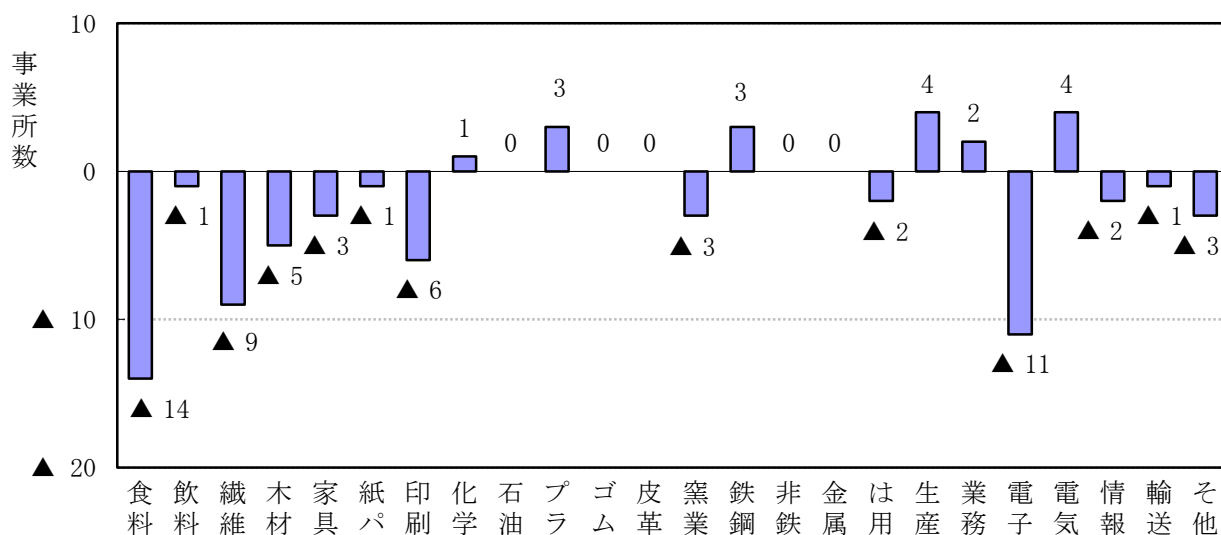 事業所数
10
0
▲ 10
▲ 20
▲ 14
▲ 1
▲ 9
▲ 5
▲ 3
▲ 1
▲ 6
1
0
3
0
0
▲ 3
3
0
0
▲ 2
4
2
▲ 11
4
▲ 2
▲ 1
▲ 3
食料
飲料
繊維
木材
家具
紙パ
印刷
化学
石油
プラ
ゴム
皮革
窯業
鉄鋼
非鉄
金属
は用
生産
業務
電子
電気
情報
輸送
そ他